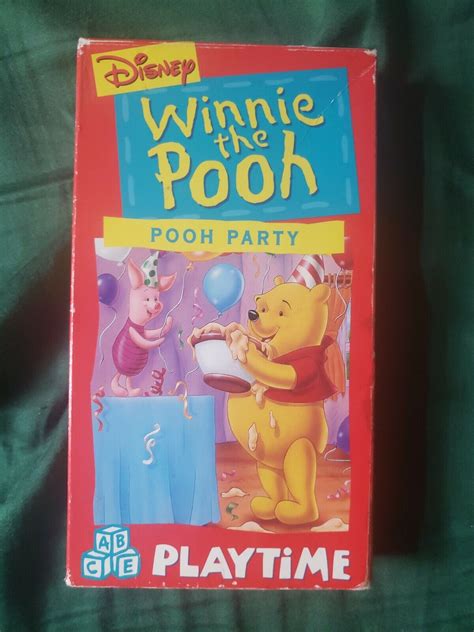 Disney
Winnie
the
Pooh
POOH PARTY
A B
C E
PLAYTiME